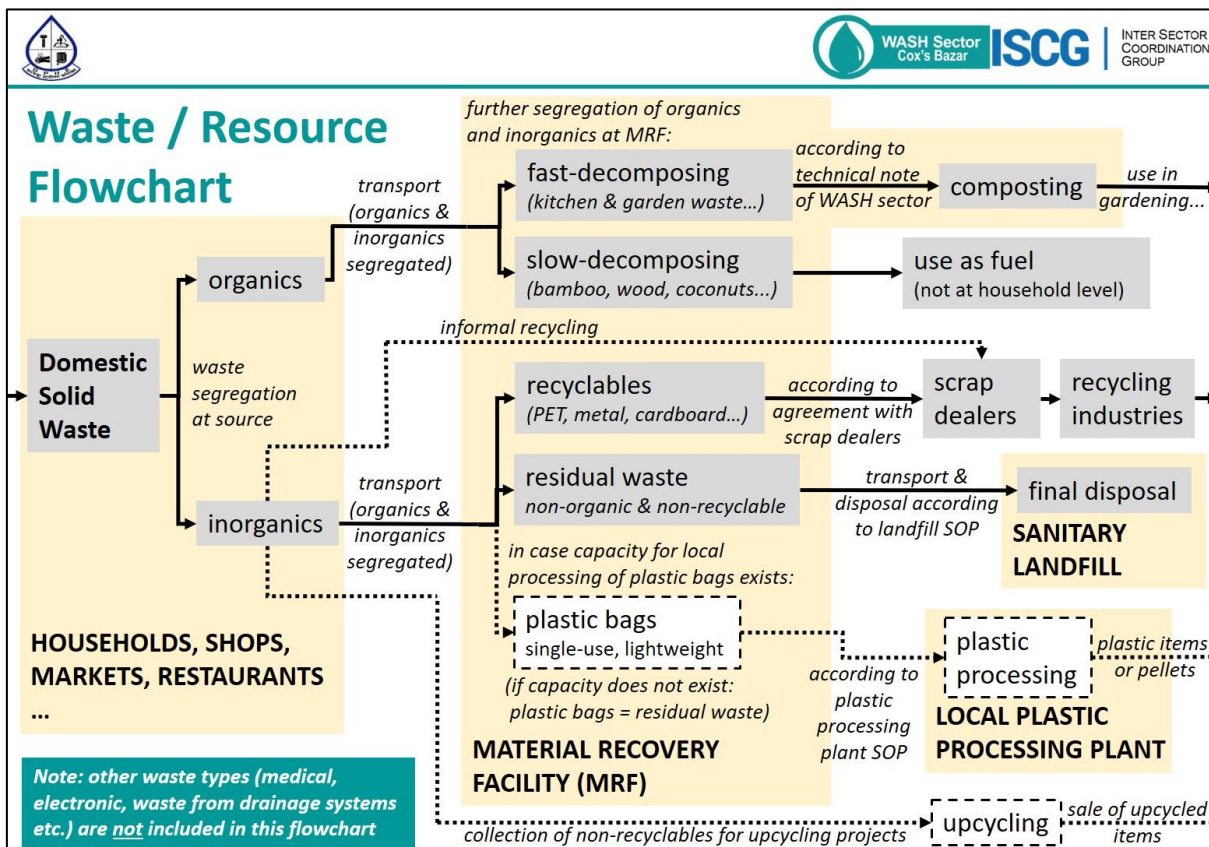 WASH Sector
Cox's Bazar
ISCG
INTER SECTOR
COORDINATION
GROUP
Waste / Resource
Flowchart
further segregation of organics
and inorganics at MRF:
transport
(organics &
inorganics
segregated)
fast-decomposing
(kitchen & garden waste...)
according to
technical note
of WASH sector
composting
use in
gardening...
organics
slow-decomposing
(bamboo, wood, coconuts...)
use as fuel
(not at household level)
informal recycling
Domestic
Solid
Waste
waste
segregation
at source
recyclables
(PET, metal, cardboard...)
according to
agreement with
scrap dealers
scrap
dealers
recycling
industries
inorganics
transport
(organics &
inorganics
segregated)
residual waste
non-organic & non-recyclable
transport &
disposal according
to landfill SOP
final disposal
SANITARY
LANDFILL
in case capacity for local
processing of plastic bags exists:
plastic bags
single-use, lightweight
(if capacity does not exist:
plastic bags = residual waste)
according to
plastic
processing
plant SOP
plastic
processing
plastic items
or pellets
LOCAL PLASTIC
PROCESSING PLANT
HOUSEHOLDS, SHOPS,
MARKETS, RESTAURANTS
...
MATERIAL RECOVERY
FACILITY (MRF)
Note: other waste types (medical,
electronic, waste from drainage systems
etc.) are not included in this flowchart
collection of non-recyclables for upcycling projects
upcycling
sale of upcycled
items